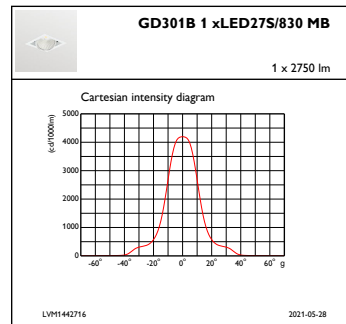 GD301B 1 xLED27S/830 MB
1 x 2750 lm
Cartesian intensity diagram
(cd/1000lm)
5000
4000
3000
2000
1000
0
-60° -40° -20° 0° 20° 40° 60° g
LVM1442716 2021-05-28